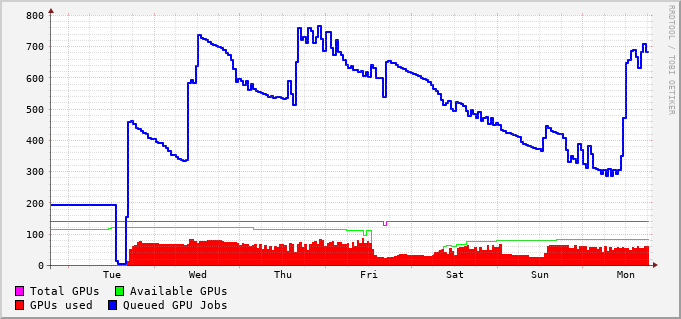 800
700
600
500
400
300
200
100
0
Tue Wed Thu Fri Sat Sun Mon
Total GPUs Available GPUs
GPUs used Queued GPU Jobs
RRDTOOL / TOBI OETIKER